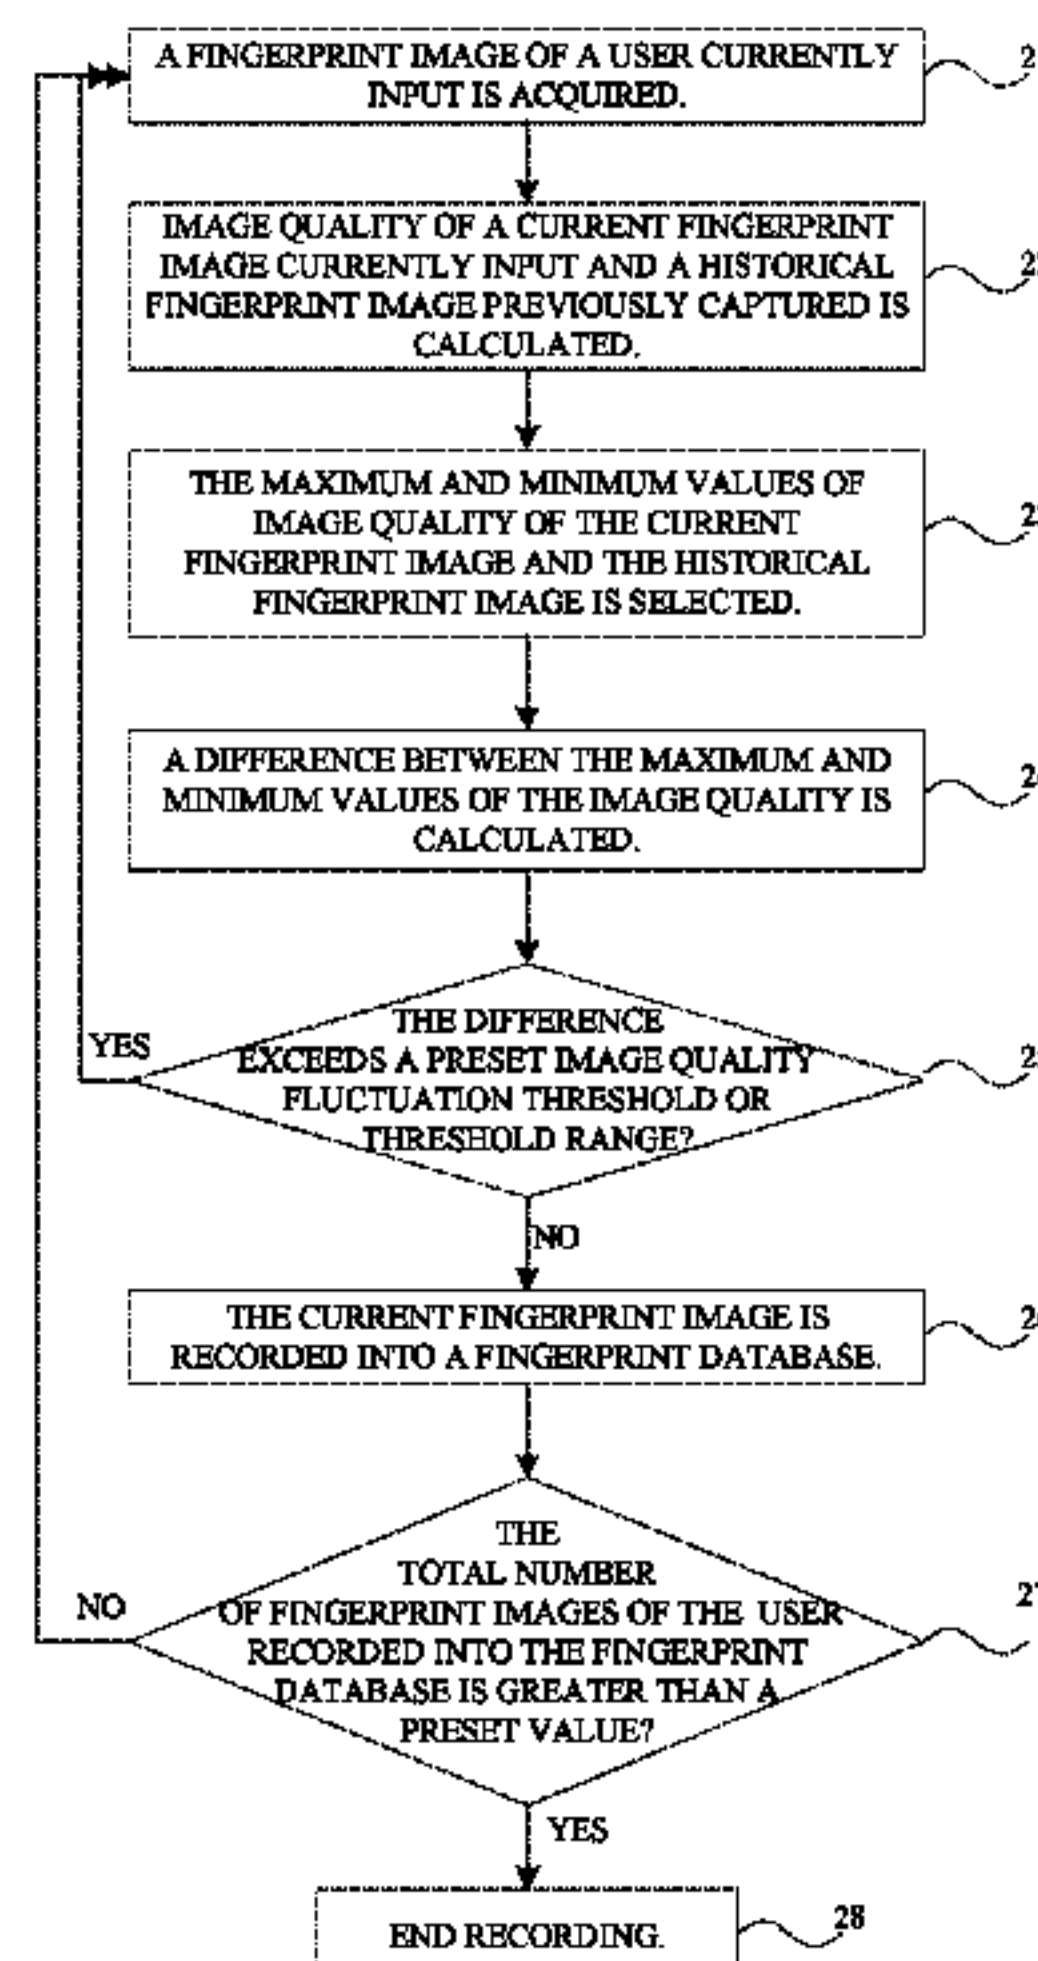 A FINGERPRINT IMAGE OF A USER CURRENTLY
INPUT IS ACQUIRED.
IMAGE QUALITY OF A CURRENT FINGERPRINT
IMAGE CURRENTLY INPUT AND A HISTORICAL
FINGERPRINT IMAGE PREVIOUSLY CAPTURED IS
CALCULATED.
THE MAXIMUM AND MINIMUM VALUES OF
IMAGE QUALITY OF THE CURRENT
FINGERPRINT IMAGE AND THE HISTORICAL
FINGERPRINT IMAGE IS SELECTED.
A DIFFERENCE BETWEEN THE MAXIMUM AND
MINIMUM VALUES OF THE IMAGE QUALITY IS
CALCULATED.
YES
THE DIFFERENCE
EXCEEDS A PRESET IMAGE QUALITY
FLUCTUATION THRESHOLD OR
THRESHOLD RANGE?
NO
THE CURRENT FINGERPRINT IMAGE IS
RECORDED INTO A FINGERPRINT DATABASE.
NO
THE
TOTAL NUMBER
OF FINGERPRINT IMAGES OF THE USER
RECORDED INTO THE FINGERPRINT
DATABASE IS GREATER THAN A
PRESET VALUE?
27
YES
END RECORDING.
28